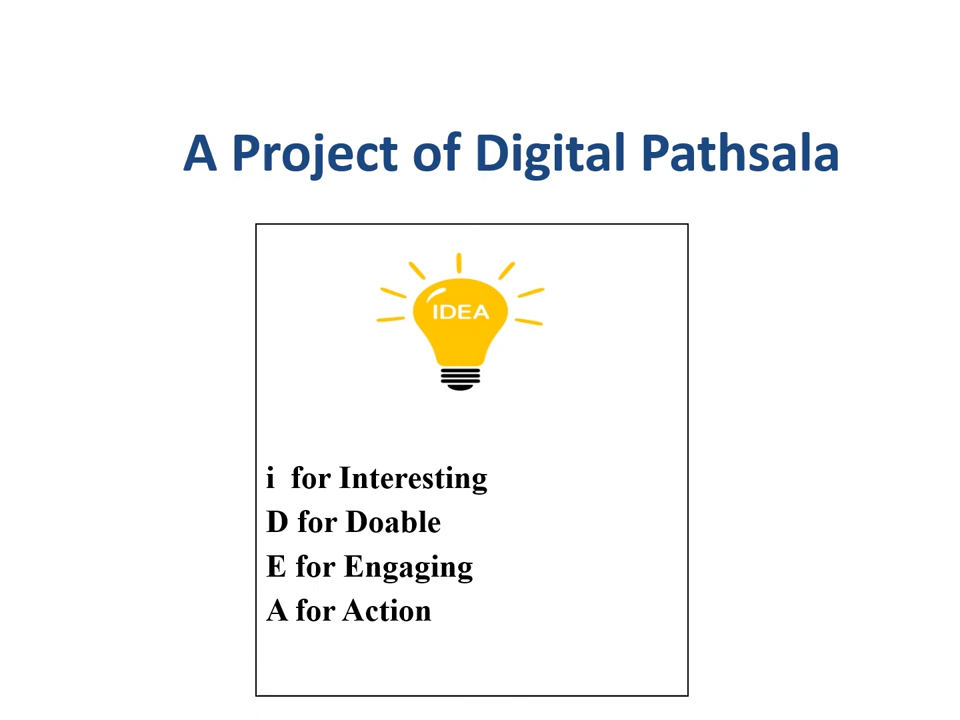 A Project of Digital Pathsala
IDEA
i for Interesting
D for Doable
E for Engaging
A for Action